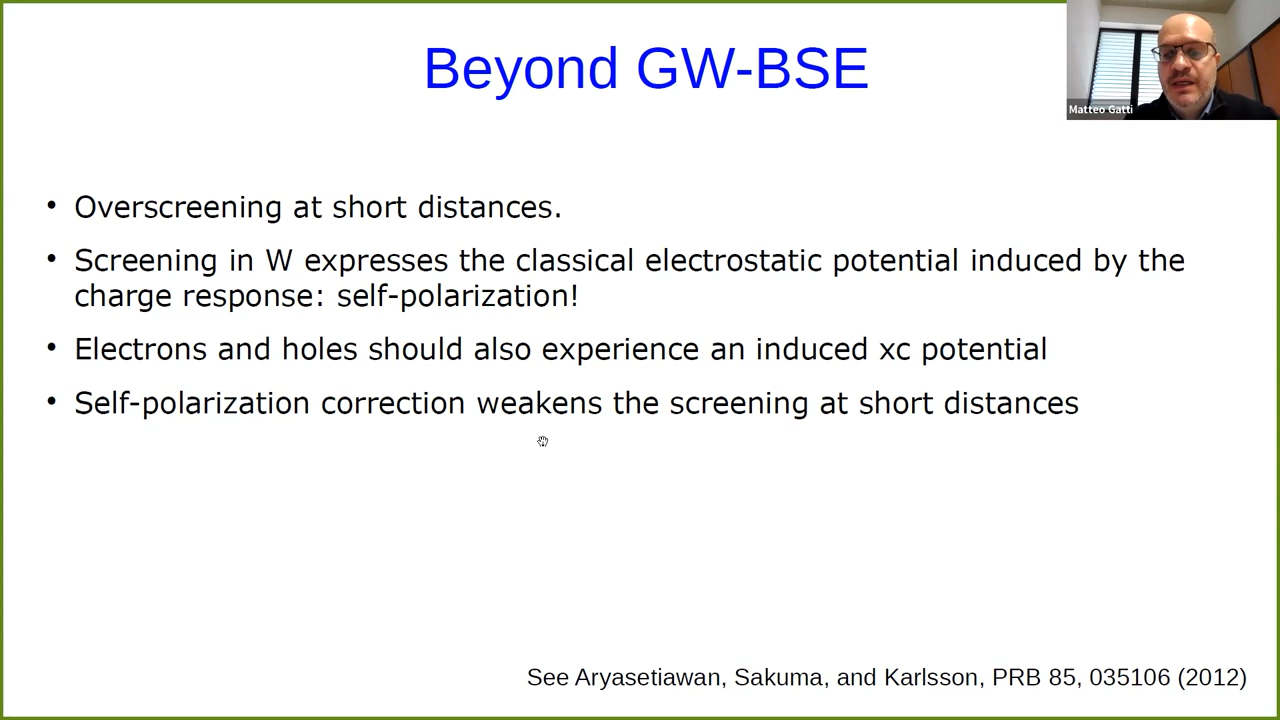 Beyond GW-BSE
Matteo Gatti
• Overscreening at short distances.
• Screening in W expresses the classical electrostatic potential induced by the
charge response: self-polarization!
• Electrons and holes should also experience an induced xc potential
• Self-polarization correction weakens the screening at short distances
See Aryasetiawan, Sakuma, and Karlsson, PRB 85, 035106 (2012)